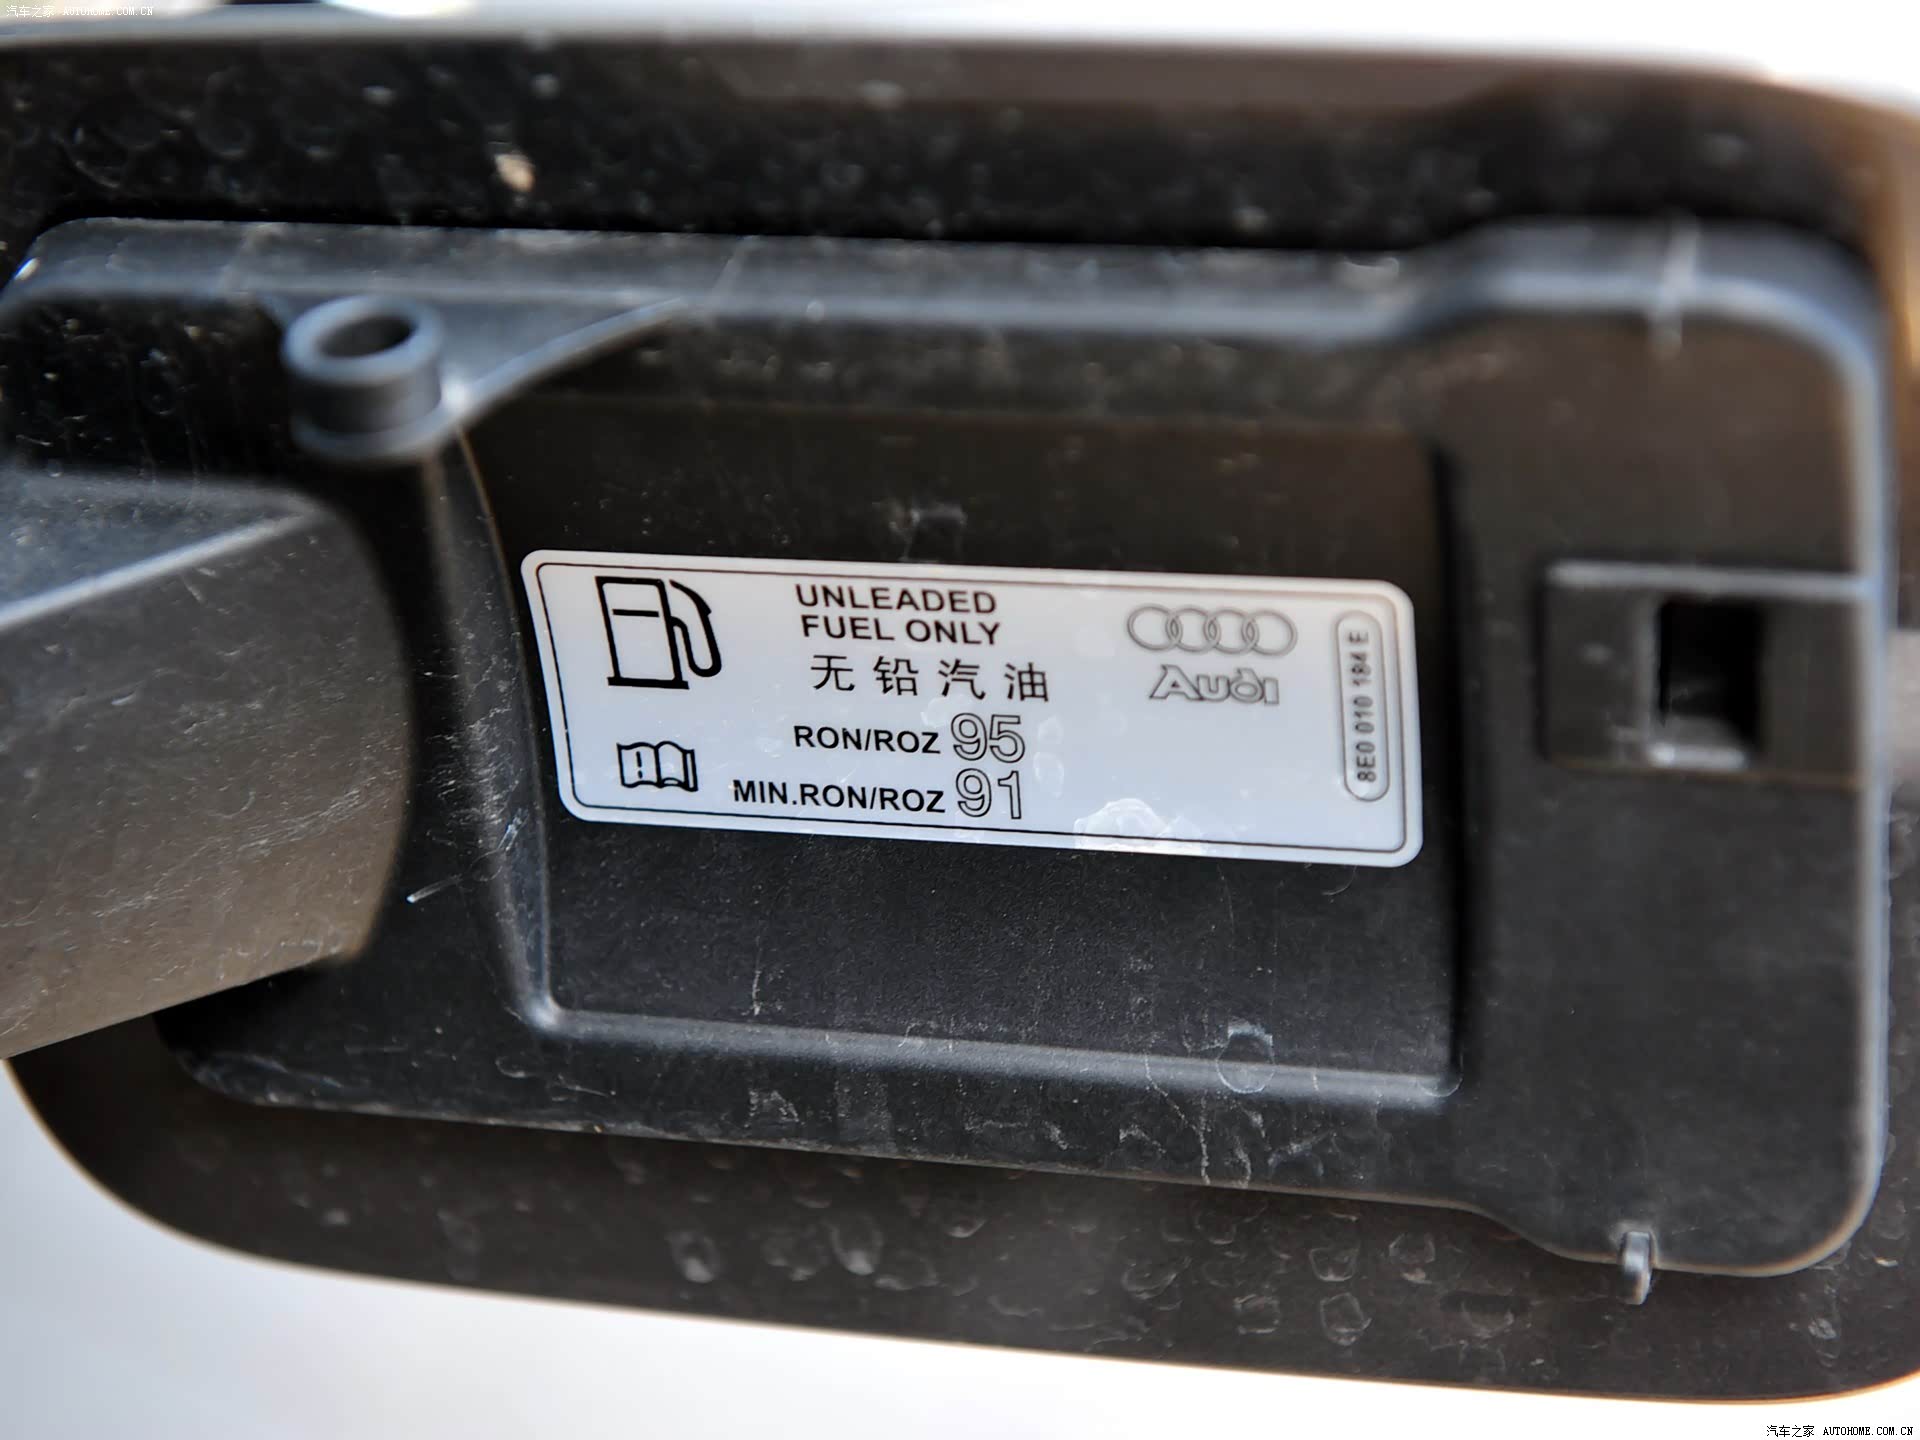 汽车之家 AUTOHOME.COM.CN
UNLEADED
FUEL ONLY
无铅汽油
RON/ROZ 95
MIN.RON/ROZ 91
Audi
8E0 010 184 E
汽车之家 AUTOHOME.COM.CN